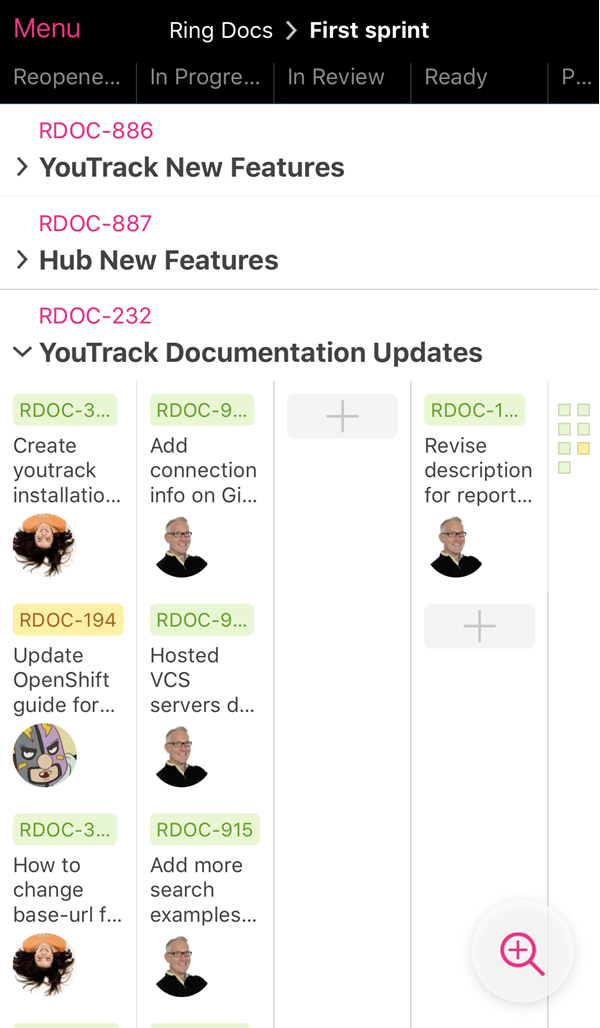 Menu
Ring Docs > First sprint
Reopene... In Progre... In Review Ready P...
RDOC-886
YouTrack New Features
RDOC-887
Hub New Features
RDOC-232
YouTrack Documentation Updates
RDOC-3...
Create
youtrack
installatio...
RDOC-194
Update
OpenShift
guide for...
RDOC-3...
How to
change
base-url f...
RDOC-9...
Add
connection
info on Gi...
RDOC-9...
Hosted
VCS
servers d...
RDOC-915
Add more
search
examples...
RDOC-1...
Revise
description
for report...